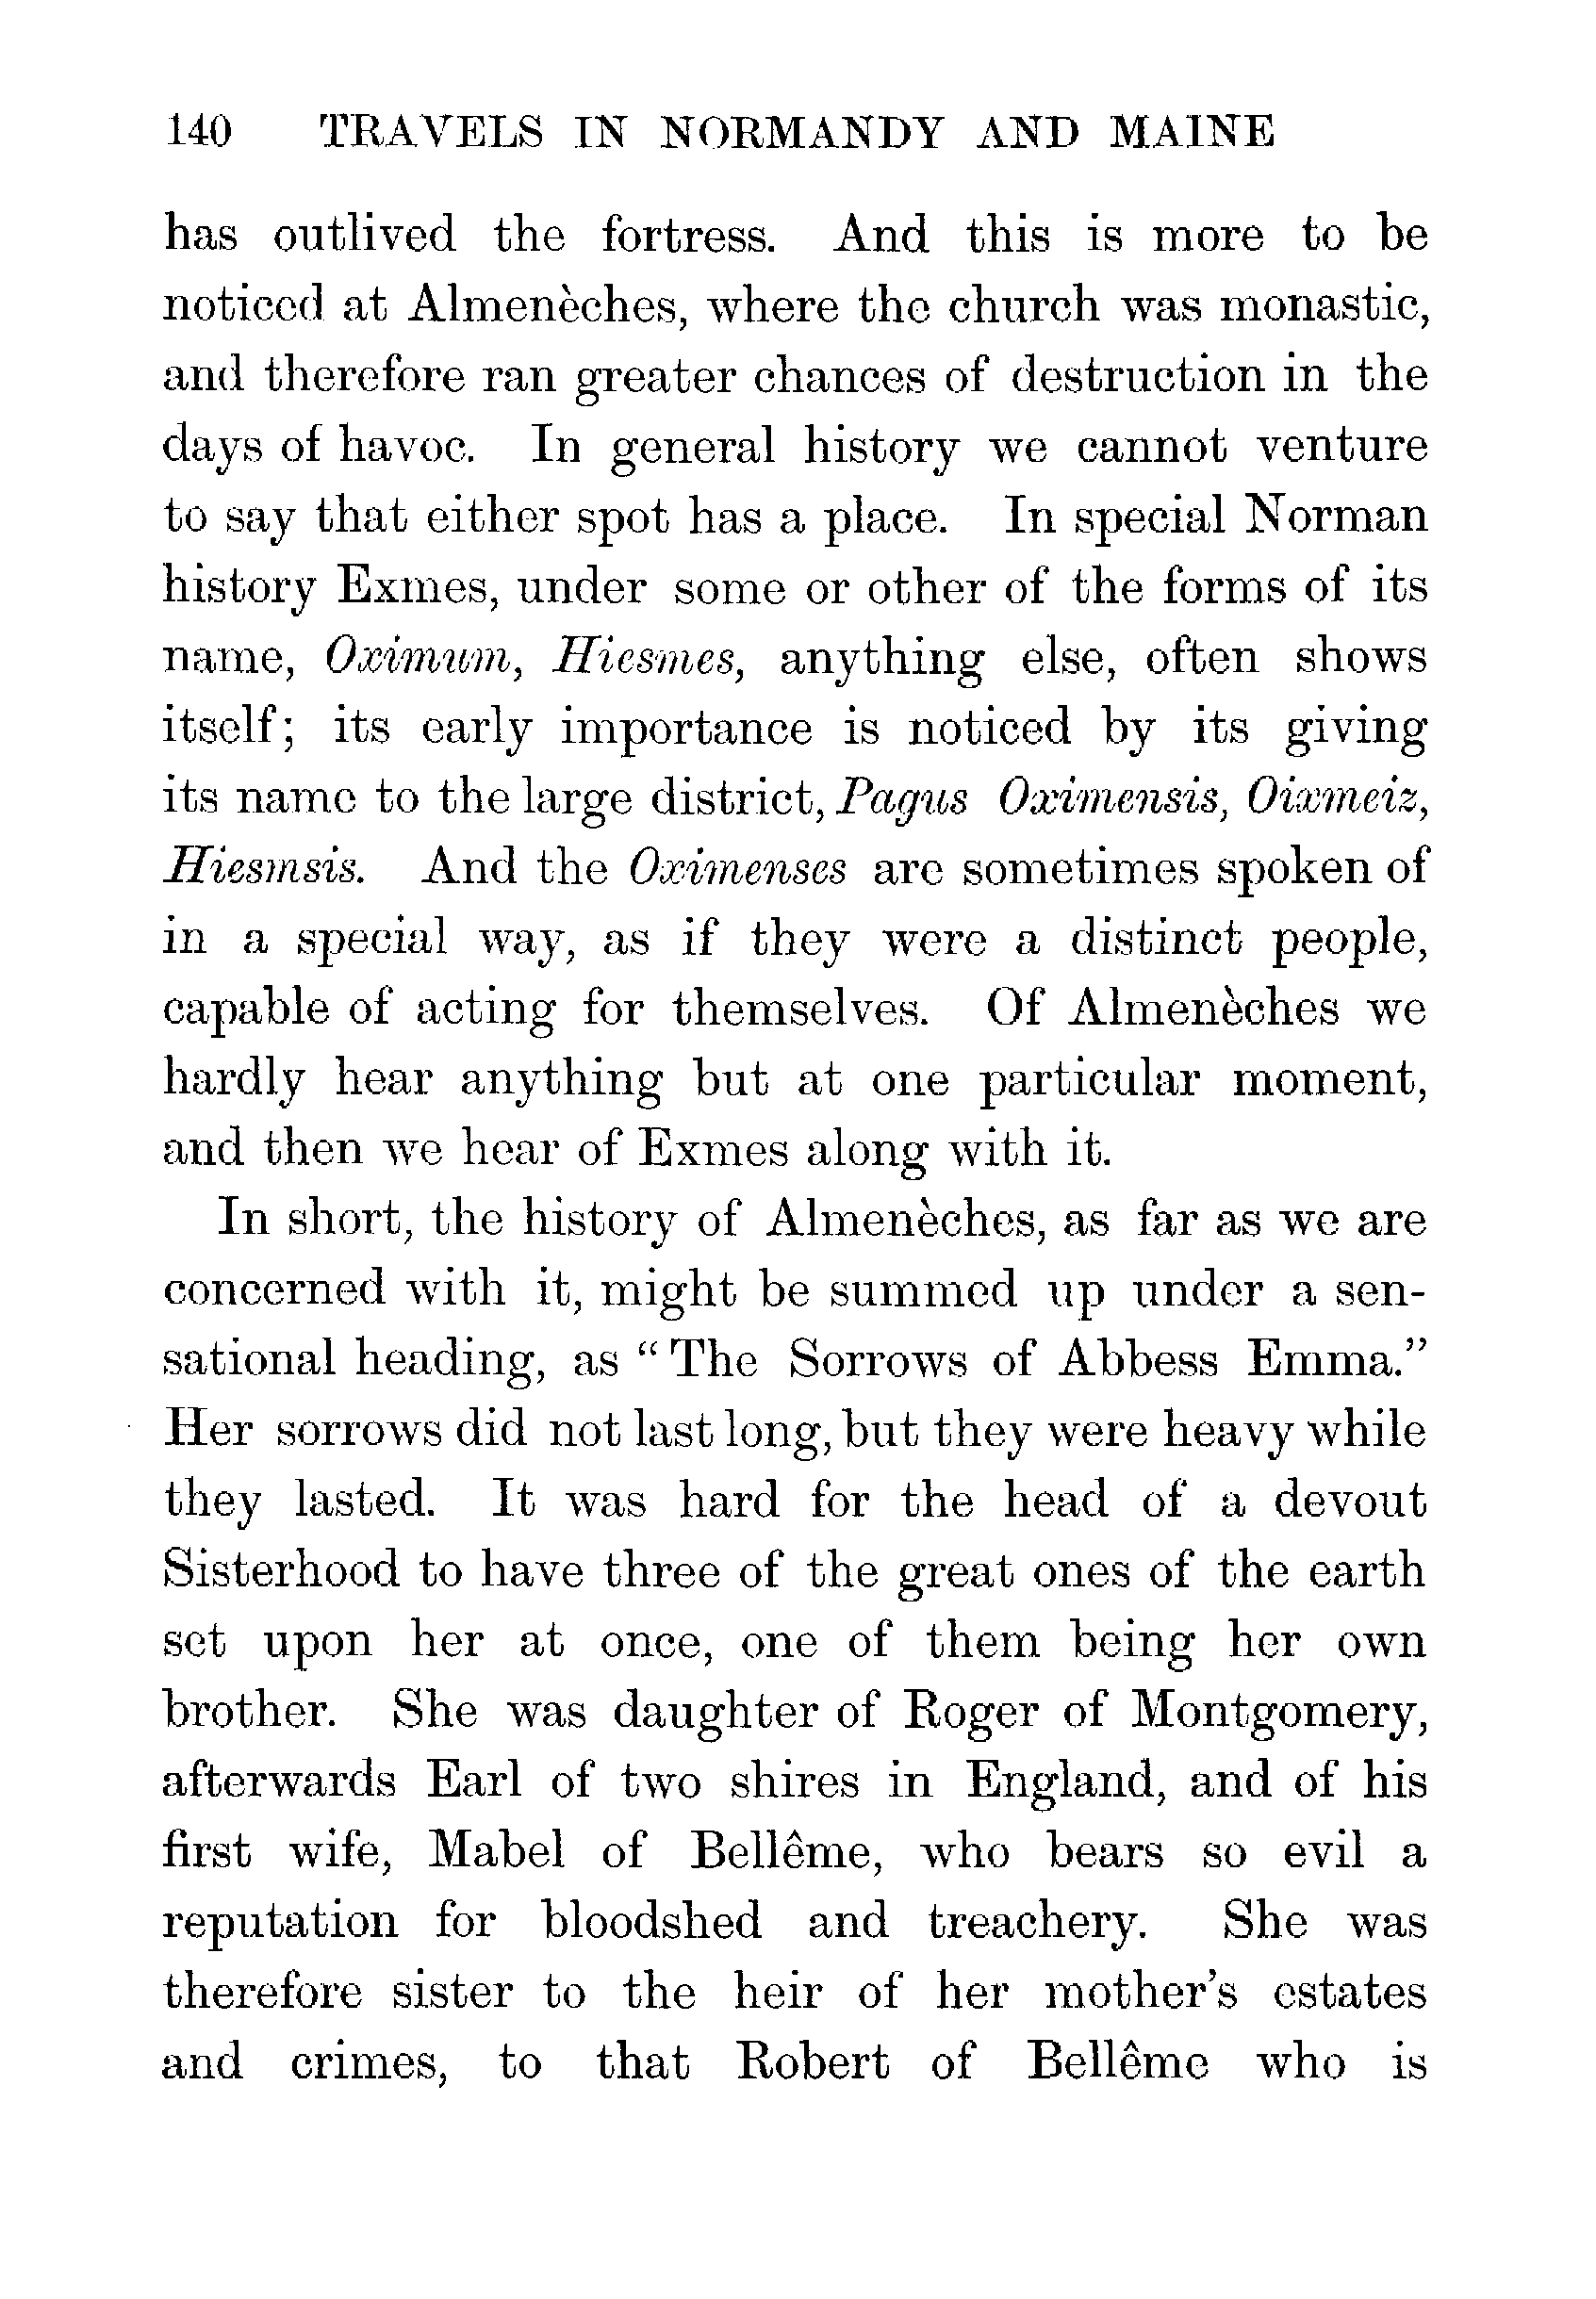 140 TRAVELS IN NORMANDY AND MAINE
has outlived the fortress. And this is more to be
noticed at Almenèches, where the church was monastic,
and therefore ran greater chances of destruction in the
days of havoc. In general history we cannot venture
to say that either spot has a place. In special Norman
history Exmes, under some or other of the forms of its
name, Oximum, Hiesmes, anything else, often shows
itself; its early importance is noticed by its giving
its name to the large district, Pagus Oximensis, Oixmeiz,
Hiesmsis. And the Oximenses are sometimes spoken of
in a special way, as if they were a distinct people,
capable of acting for themselves. Of Almenèches we
hardly hear anything but at one particular moment,
and then we hear of Exmes along with it.
In short, the history of Almenèches, as far as we are
concerned with it, might be summed up under a sen-
sational heading, as “The Sorrows of Abbess Emma.”
Her sorrows did not last long, but they were heavy while
they lasted. It was hard for the head of a devout
Sisterhood to have three of the great ones of the earth
set upon her at once, one of them being her own
brother. She was daughter of Roger of Montgomery,
afterwards Earl of two shires in England, and of his
first wife, Mabel of Bellême, who bears so evil a
reputation for bloodshed and treachery. She was
therefore sister to the heir of her mother's estates
and crimes, to that Robert of Bellême who is